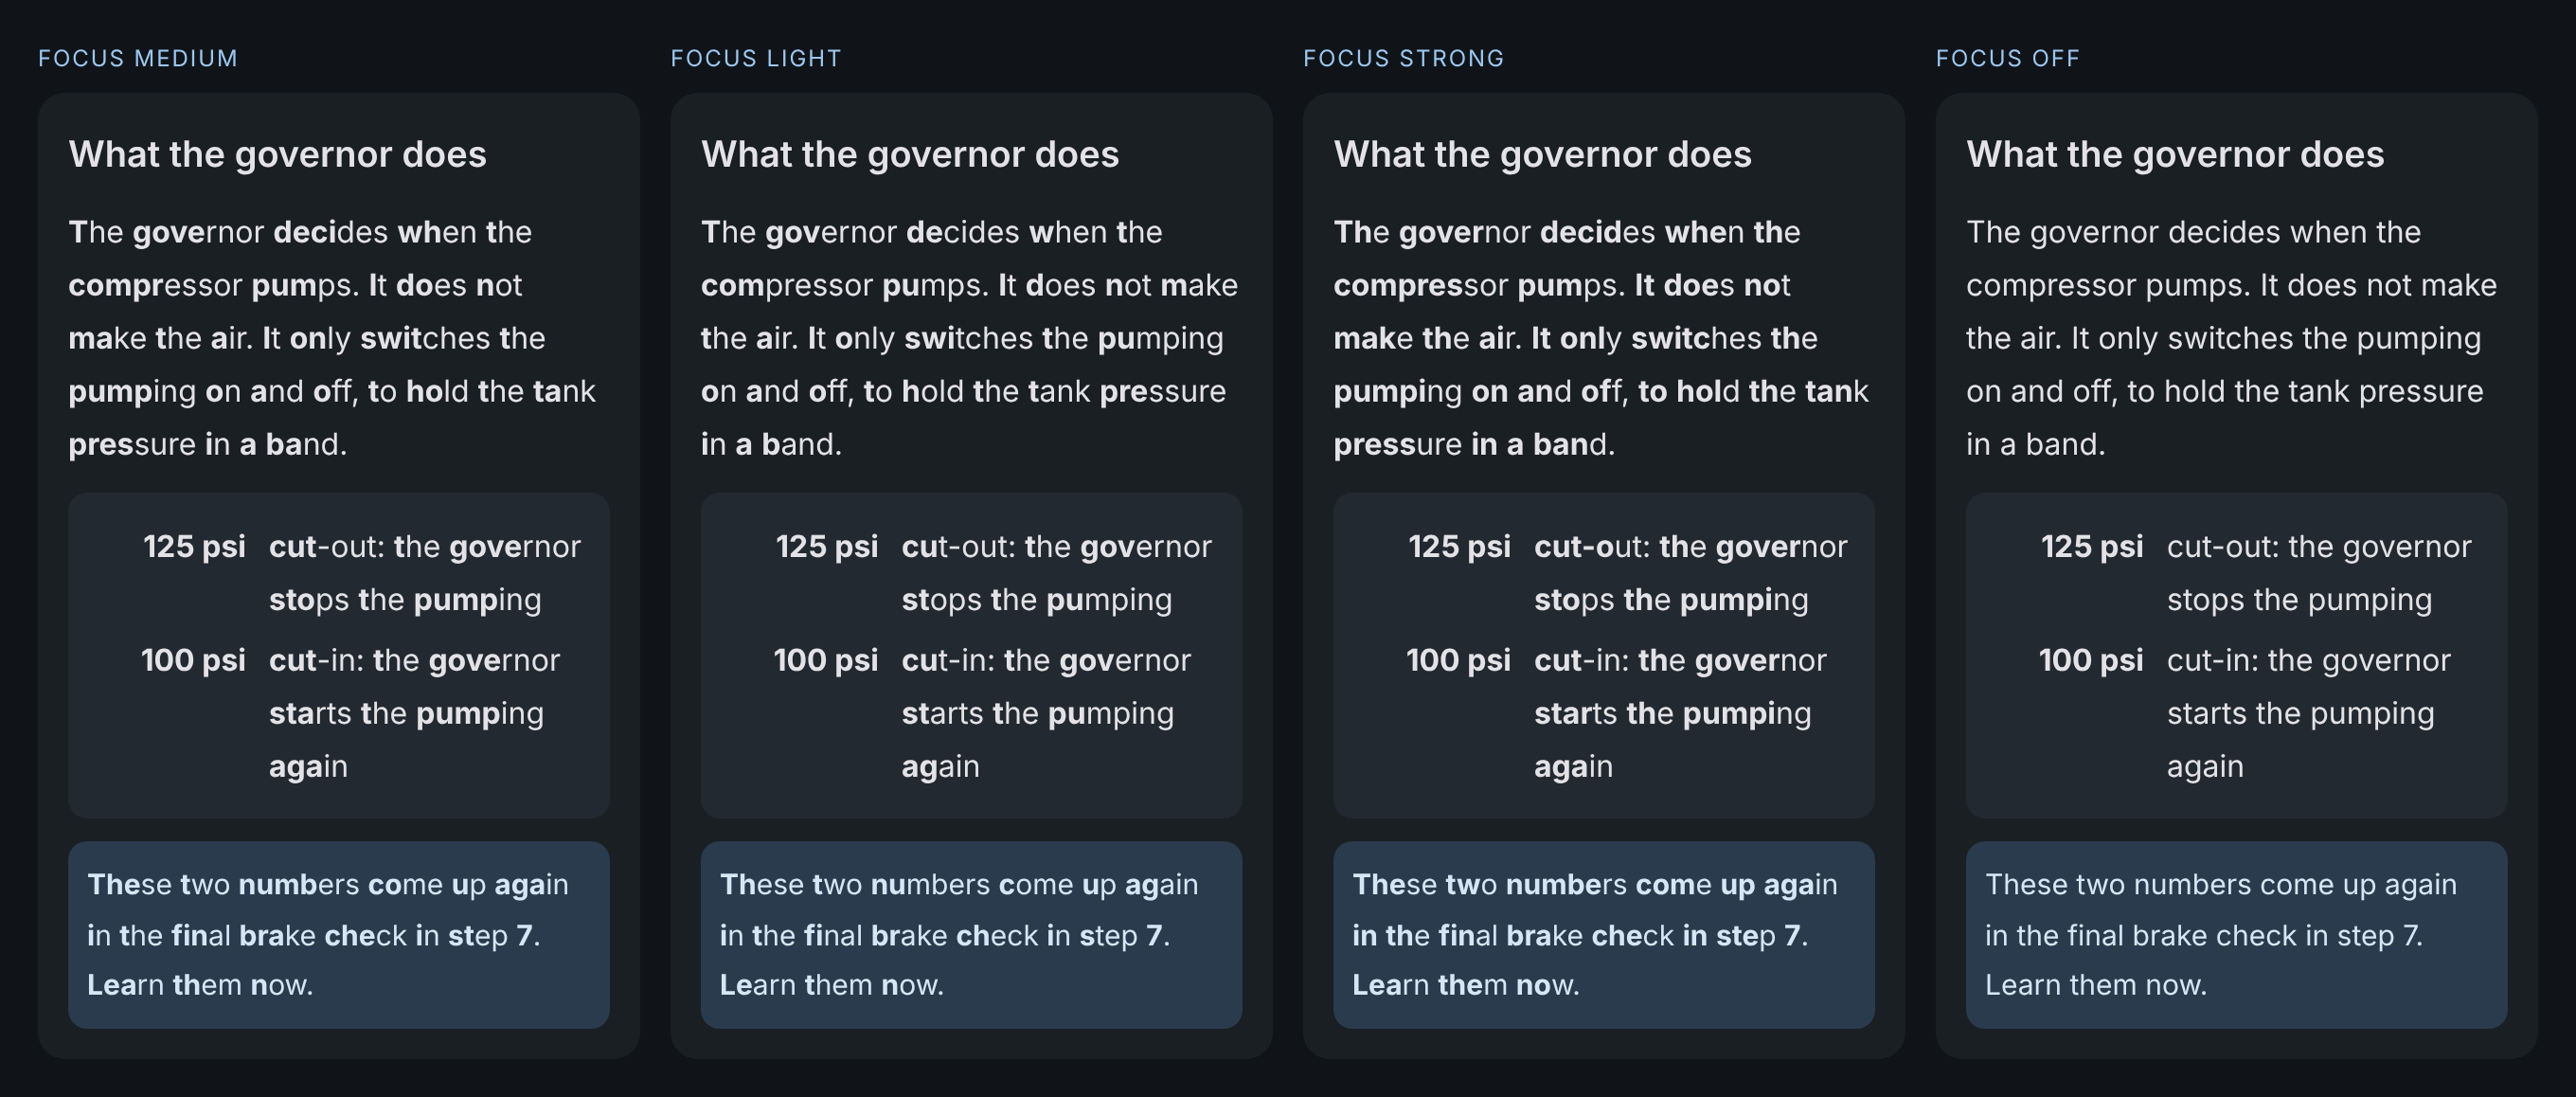 FOCUS MEDIUM
What the governor does
The governor decides when the
compressor pumps. It does not
make the air. It only switches the
pumping on and off, to hold the tank
pressure in a band.
125 psi cut-out: the governor
stops the pumping
100 psi cut-in: the governor
starts the pumping
again
These two numbers come up again
in the final brake check in step 7.
Learn them now.
FOCUS LIGHT
What the governor does
The governor decides when the
compressor pumps. It does not make
the air. It only switches the pumping
on and off, to hold the tank pressure
in a band.
125 psi cut-out: the governor
stops the pumping
100 psi cut-in: the governor
starts the pumping
again
These two numbers come up again
in the final brake check in step 7.
Learn them now.
FOCUS STRONG
What the governor does
The governor decides when the
compressor pumps. It does not
make the air. It only switches the
pumping on and off, to hold the tank
pressure in a band.
125 psi cut-out: the governor
stops the pumping
100 psi cut-in: the governor
starts the pumping
again
These two numbers come up again
in the final brake check in step 7.
Learn them now.
FOCUS OFF
What the governor does
The governor decides when the
compressor pumps. It does not make
the air. It only switches the pumping
on and off, to hold the tank pressure
in a band.
125 psi cut-out: the governor
stops the pumping
100 psi cut-in: the governor
starts the pumping
again
These two numbers come up again
in the final brake check in step 7.
Learn them now.